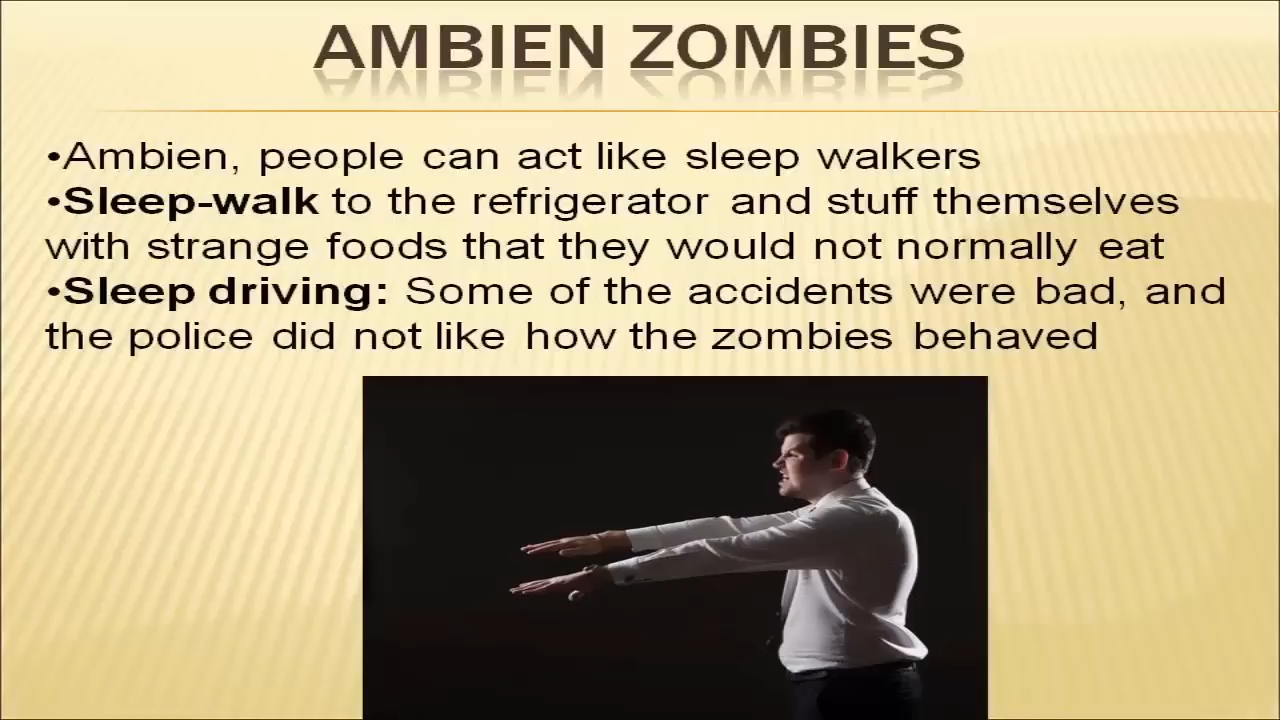 AMBIEN ZOMBIES
•Ambien, people can act like sleep walkers
•Sleep-walk to the refrigerator and stuff themselves
with strange foods that they would not normally eat
•Sleep driving: Some of the accidents were bad, and
the police did not like how the zombies behaved